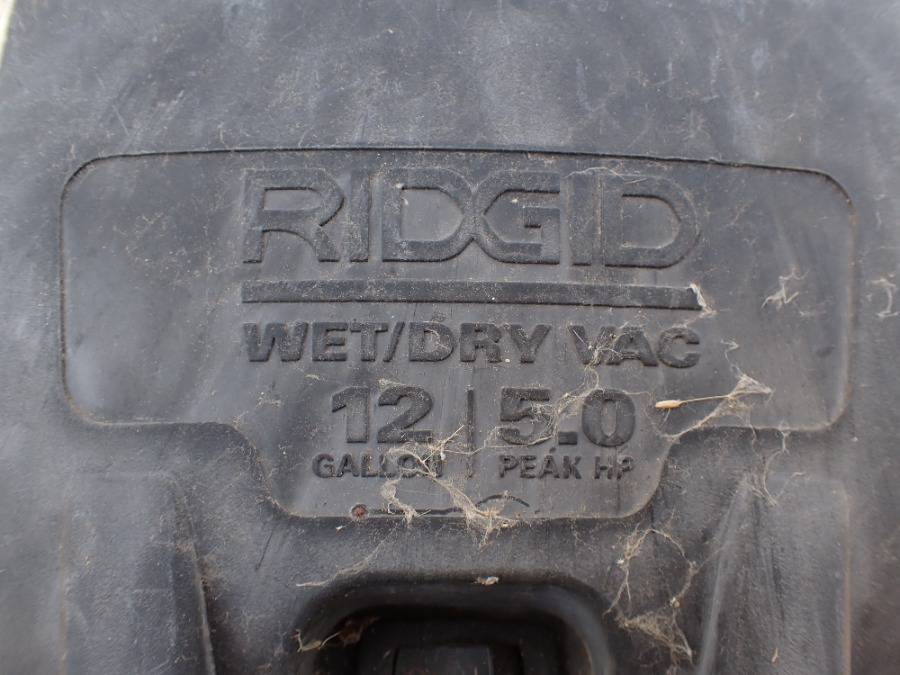 RIDGID
WET/DRY VAC
12 | 5.0
GALLON | PEAK HP